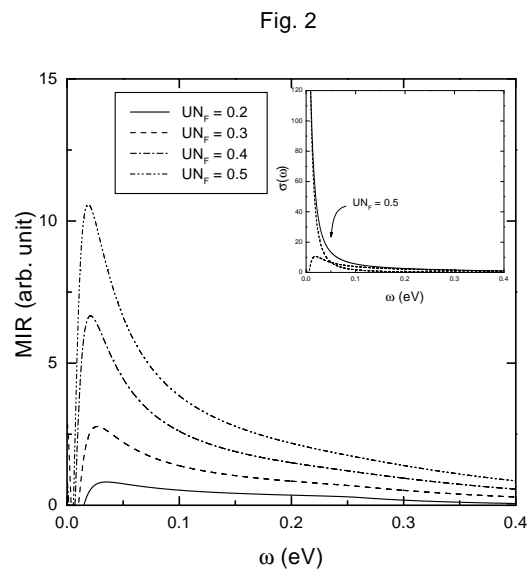 Fig. 2
MIR (arb. unit)
15
10
5
0
0.0 0.1 0.2 0.3 0.4
ω (eV)
UN_F = 0.2
UN_F = 0.3
UN_F = 0.4
UN_F = 0.5
σ(ω)
120
100
80
60
40
20
0
UN_F = 0.5
0.0 0.1 0.2 0.3 0.4
ω (eV)